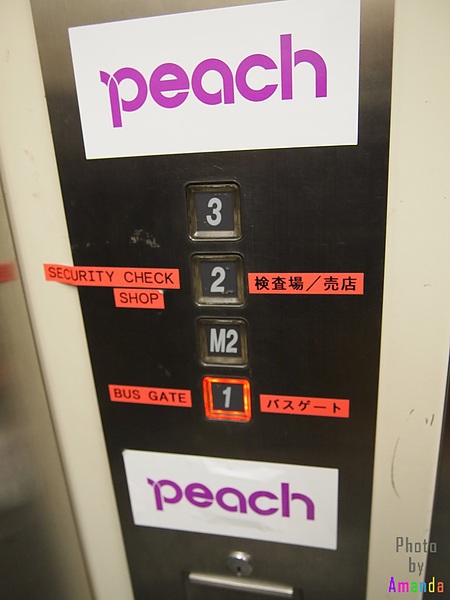 peach
3
SECURITY CHECK 2 検査場／売店
SHOP
M2
BUS GATE 1 バスゲート
peach
Photo
by
Amanda